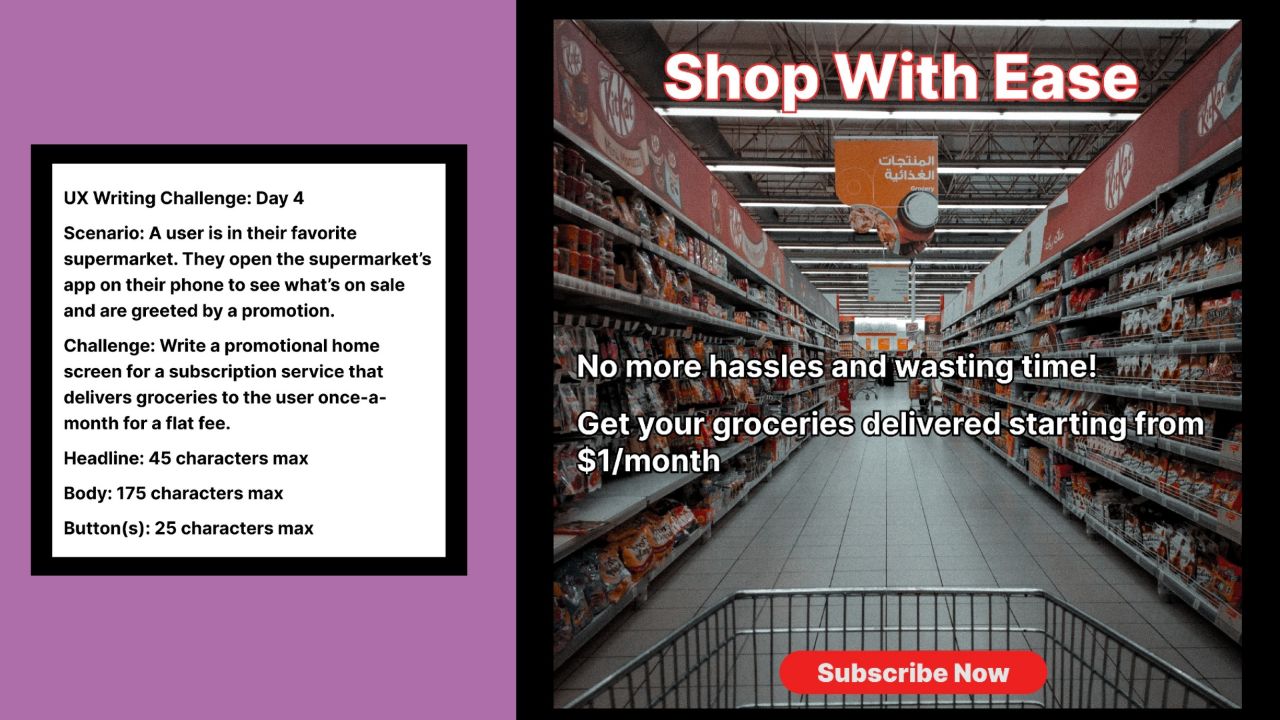 UX Writing Challenge: Day 4
Scenario: A user is in their favorite
supermarket. They open the supermarket’s
app on their phone to see what’s on sale
and are greeted by a promotion.
Challenge: Write a promotional home
screen for a subscription service that
delivers groceries to the user once-a-
month for a flat fee.
Headline: 45 characters max
Body: 175 characters max
Button(s): 25 characters max
Shop With Ease
KitKat
KitKat
KitKat
المنتجات
الغذائية
Grocery
No more hassles and wasting time!
Get your groceries delivered starting from
$1/month
Subscribe Now